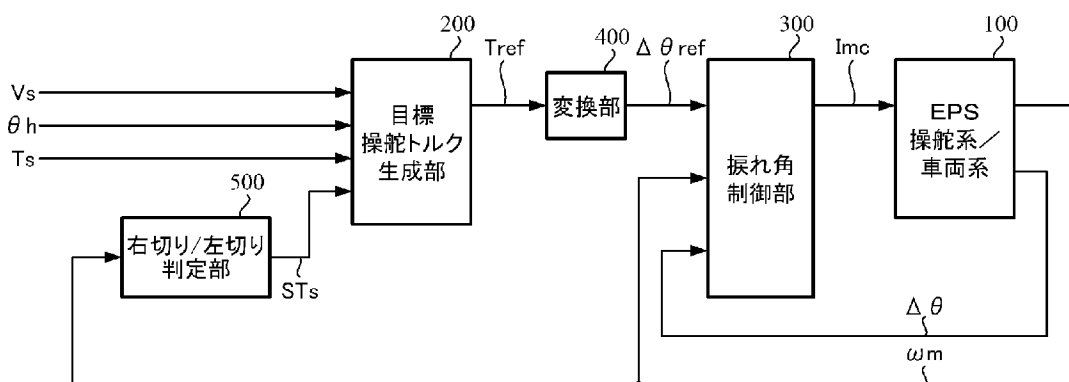 200
Tref
400
Δθref
300
Imc
100
Vs
θh
Ts
目標
操舵トルク
生成部
変換部
捩れ角
制御部
EPS
操舵系/
車両系
500
右切り/左切り
判定部
STs
Δθ
ωm